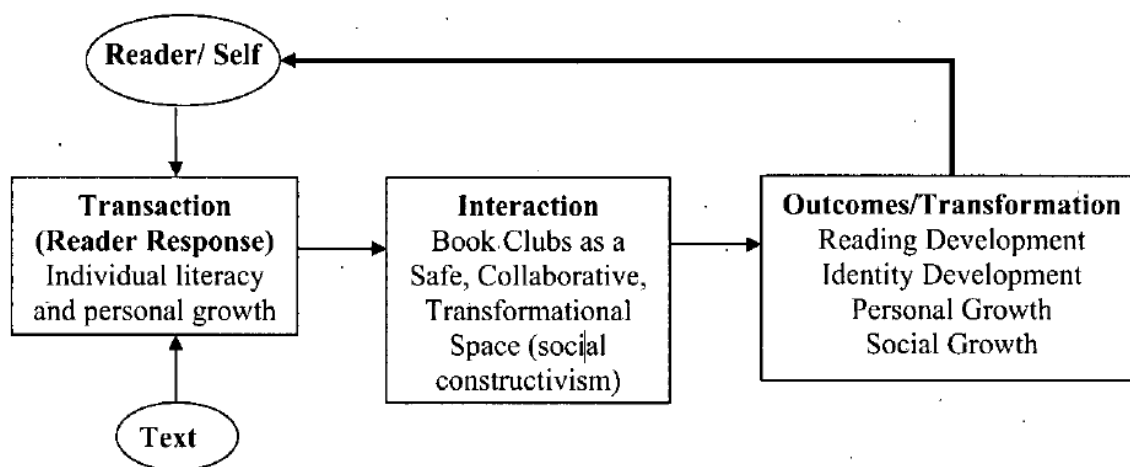 Reader/ Self
Transaction
(Reader Response)
Individual literacy
and personal growth
Interaction
Book Clubs as a
Safe, Collaborative,
Transformational
Space (social
constructivism)
Outcomes/Transformation
Reading Development
Identity Development
Personal Growth
Social Growth
Text